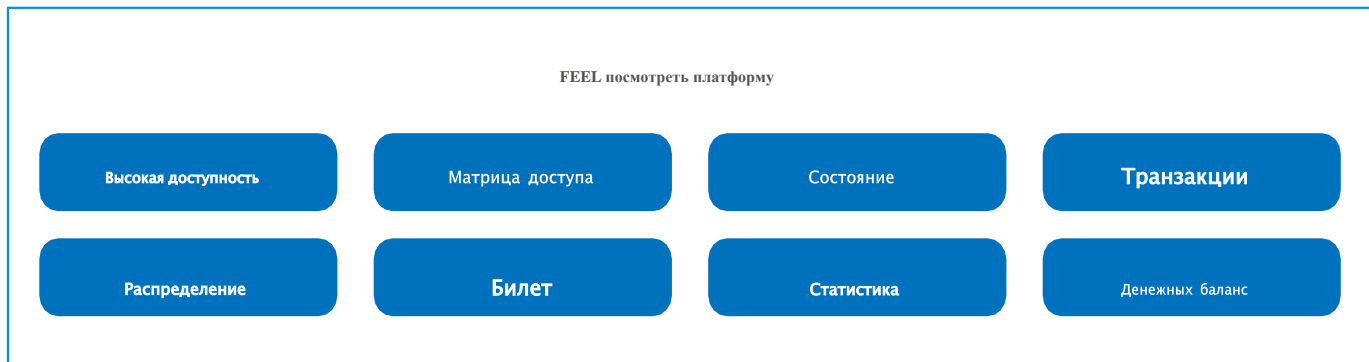 FEEL посмотреть платформу
Высокая доступность
Матрица доступа
Состояние
Транзакции
Распределение
Билет
Статистика
Денежных баланс